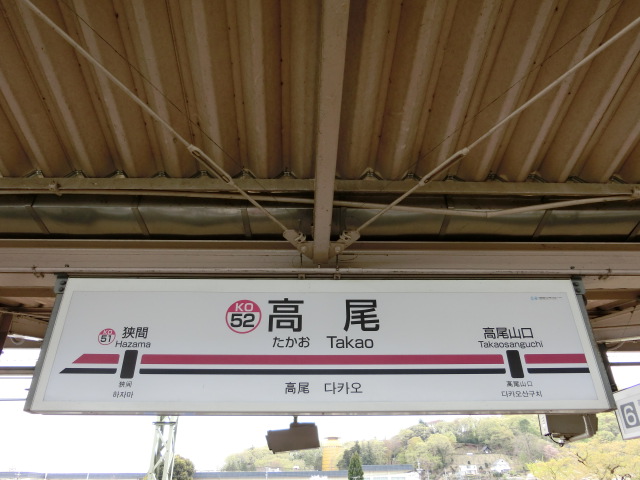 KO
52
高尾
たかお Takao
KO
51
狭間
Hazama
高尾山口
Takaosanguchi
狭间
하자마
高尾 다카오
高尾山口
다카오산구치
6